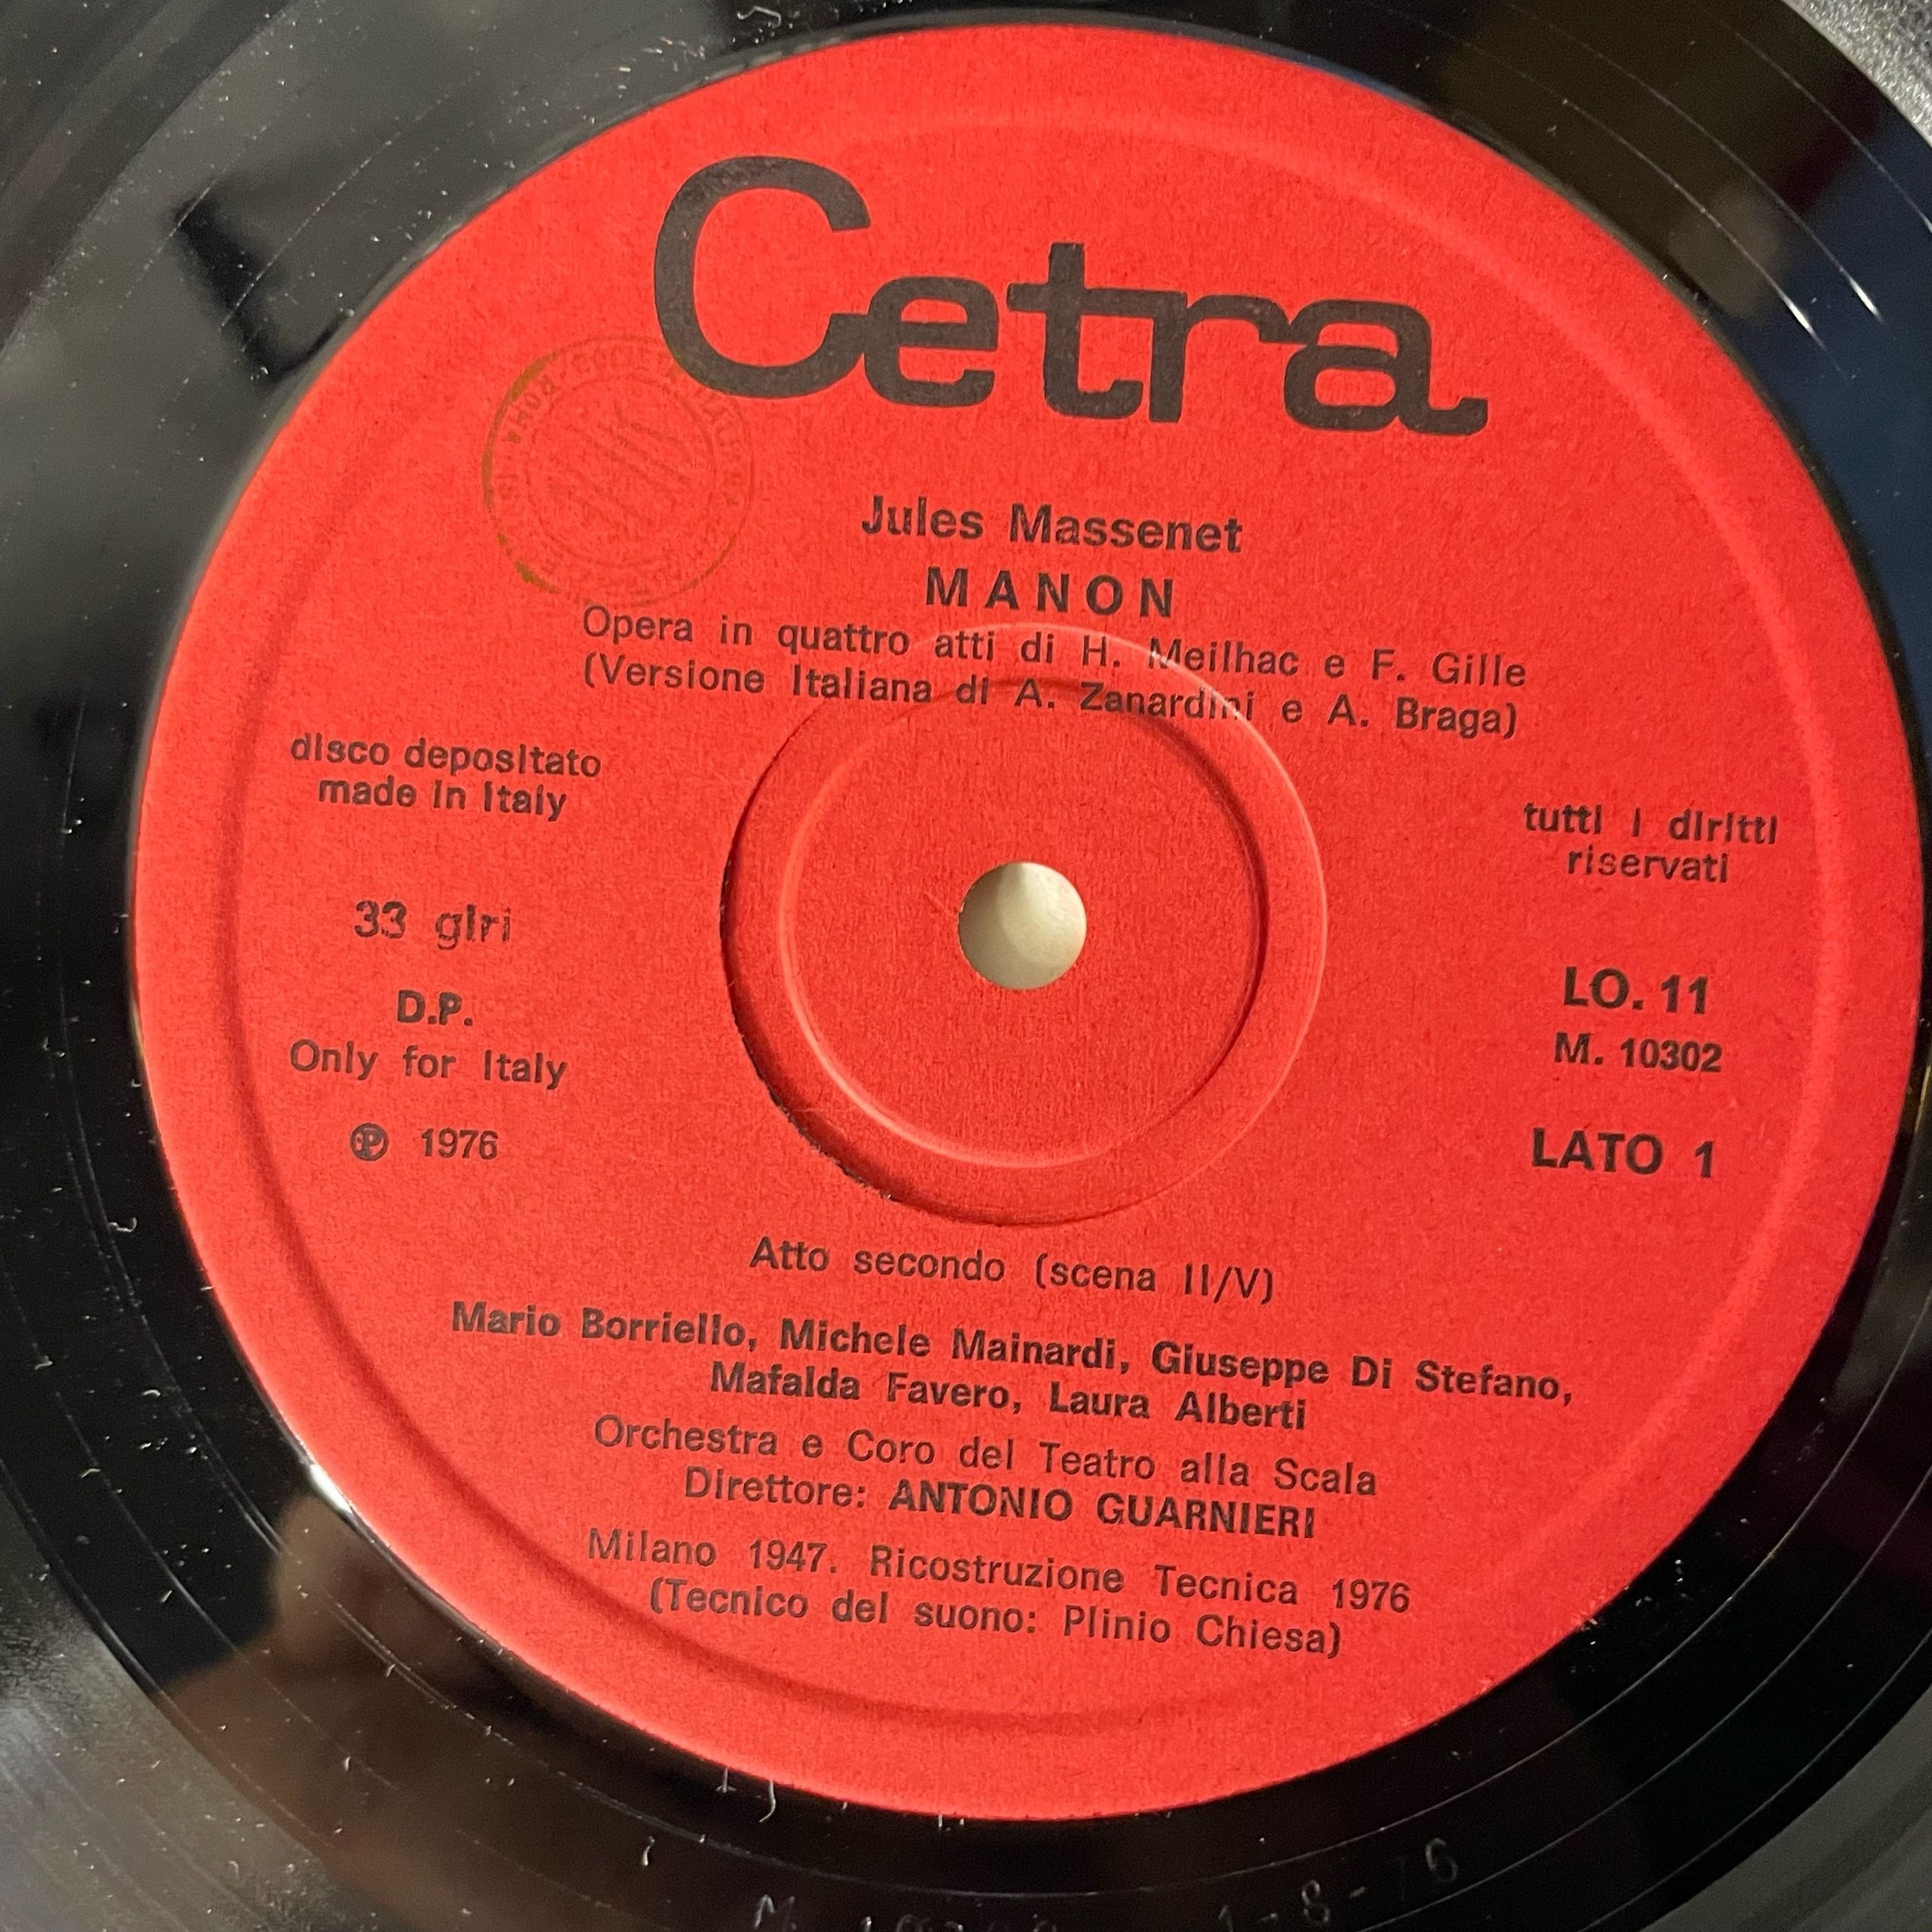 Cetra
Jules Massenet
MANON
Opera in quattro atti di H. Meilhac e F. Gille
(Versione Italiana di A. Zanardini e A. Braga)
disco depositato
made in Italy
tutti i diritti
riservati
33 giri
D.P.
Only for Italy
Ⓟ 1976
LO. 11
M. 10302
LATO 1
Atto secondo (scena II/V)
Mario Borriello, Michele Mainardi, Giuseppe Di Stefano,
Mafalda Favero, Laura Alberti
Orchestra e Coro del Teatro alla Scala
Direttore: ANTONIO GUARNIERI
Milano 1947. Ricostruzione Tecnica 1976
(Tecnico del suono: Plinio Chiesa)
1-8-76